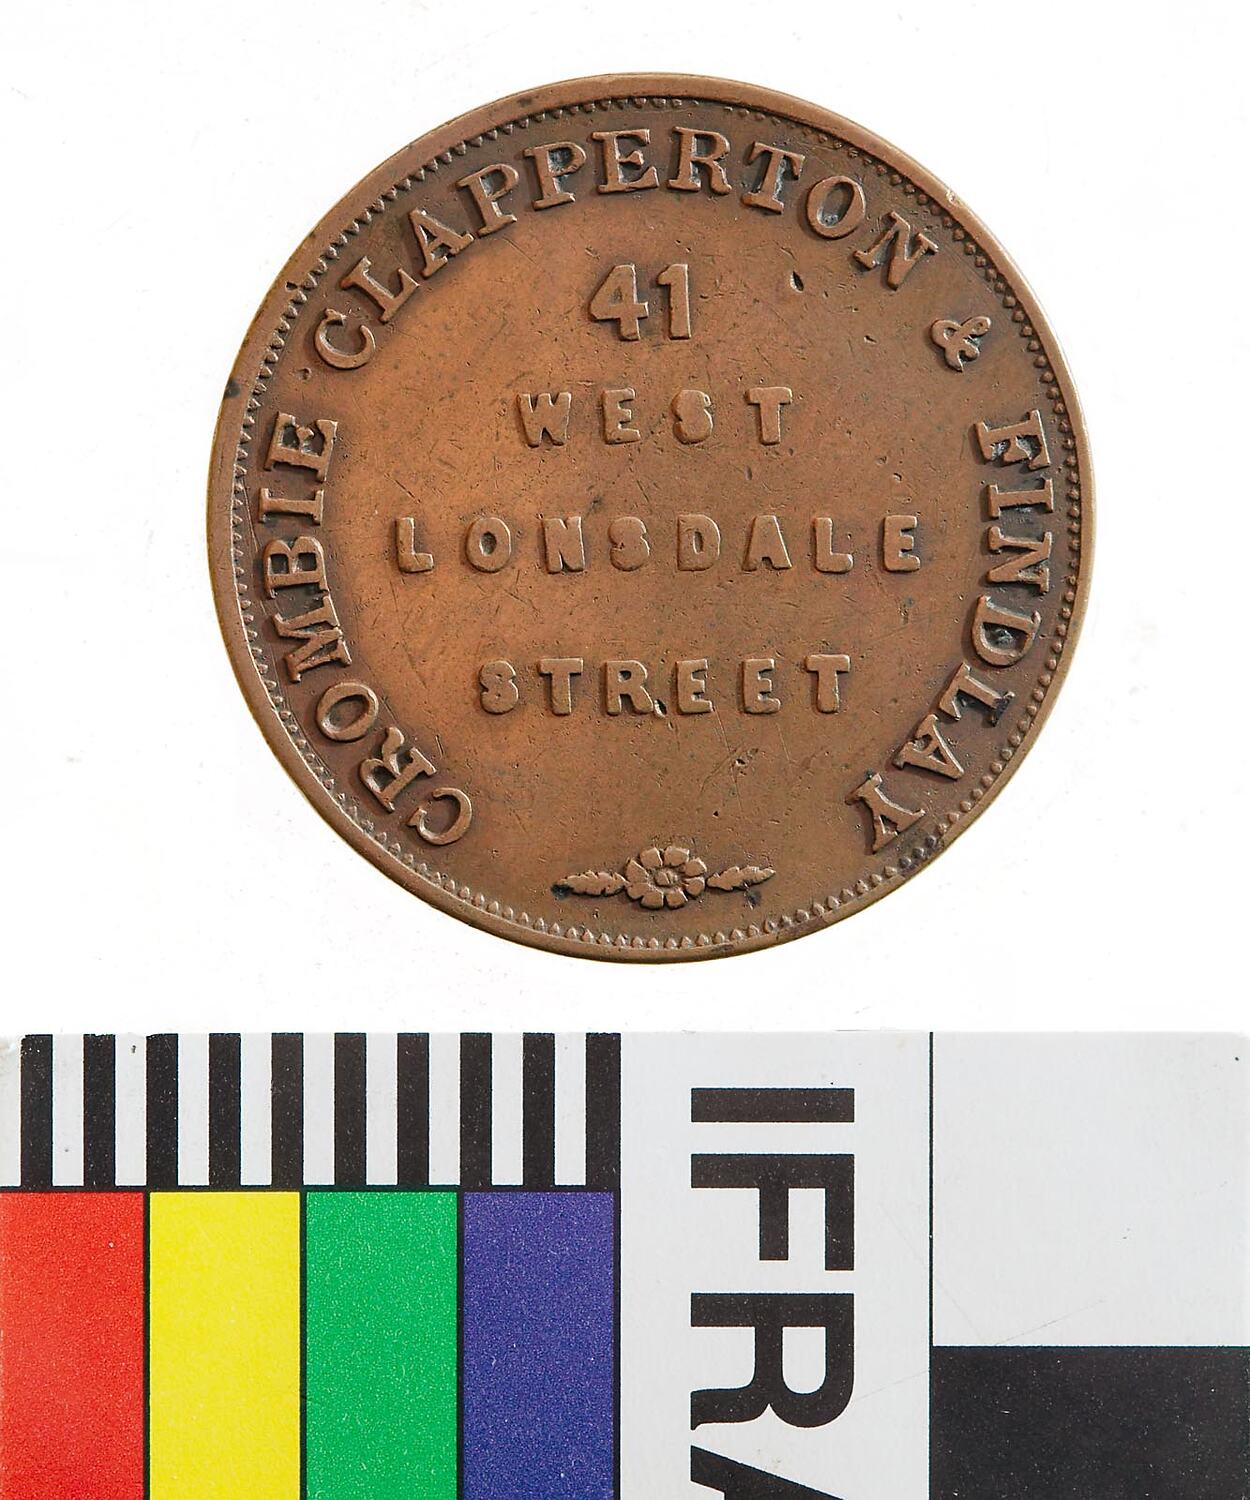 CROMBIE CLAPPERTON & FINDLAY
41
WEST
LONSDALE
STREET
IFRA